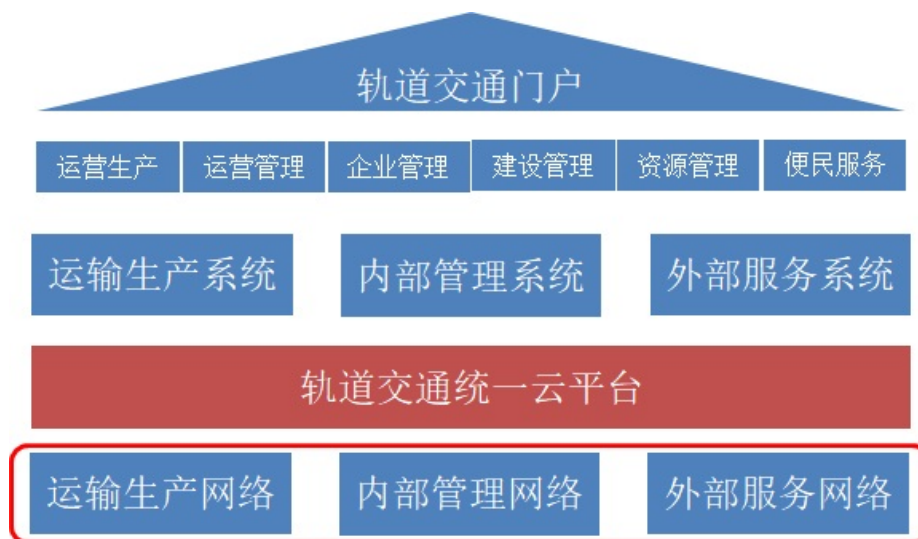 轨道交通门户
运营生产 运营管理 企业管理 建设管理 资源管理 便民服务
运输生产系统 内部管理系统 外部服务系统
轨道交通统一云平台
运输生产网络 内部管理网络 外部服务网络